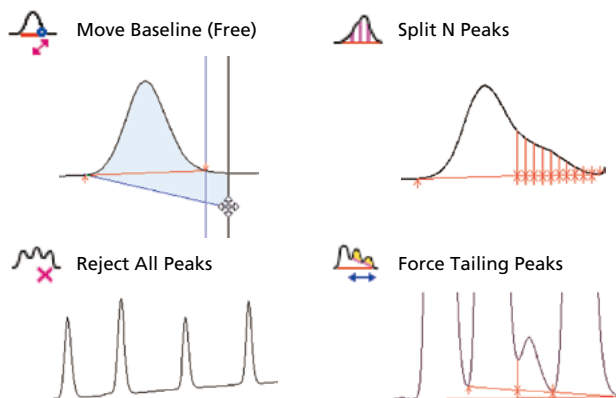 Move Baseline (Free)
Split N Peaks
Reject All Peaks
Force Tailing Peaks